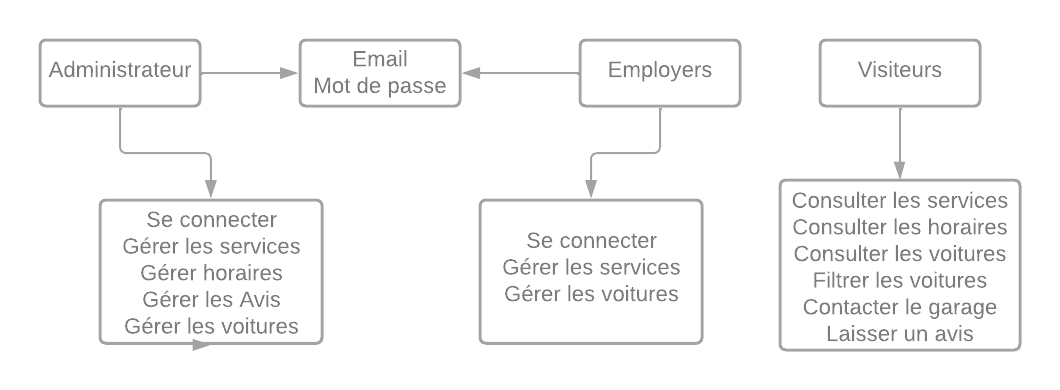 Administrateur
Email
Mot de passe
Employers
Visiteurs
Se connecter
Gérer les services
Gérer horaires
Gérer les Avis
Gérer les voitures
Se connecter
Gérer les services
Gérer les voitures
Consulter les services
Consulter les horaires
Consulter les voitures
Filtrer les voitures
Contacter le garage
Laisser un avis